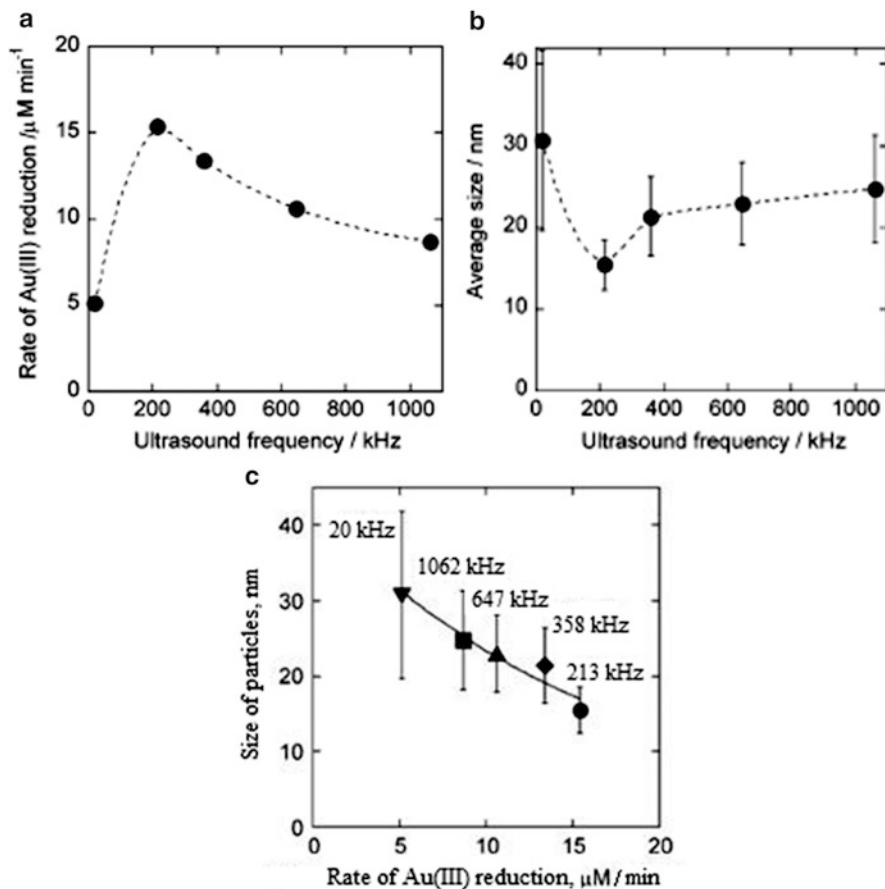 a
Rate of Au(III) reduction /µM min⁻¹
20
15
10
5
0
0 200 400 600 800 1000
Ultrasound frequency / kHz
b
Average size / nm
40
30
20
10
0
0 200 400 600 800 1000
Ultrasound frequency / kHz
c
Size of particles, nm
40
30
20
10
0
20 kHz
1062 kHz
647 kHz
358 kHz
213 kHz
0 5 10 15 20
Rate of Au(III) reduction, µM/min